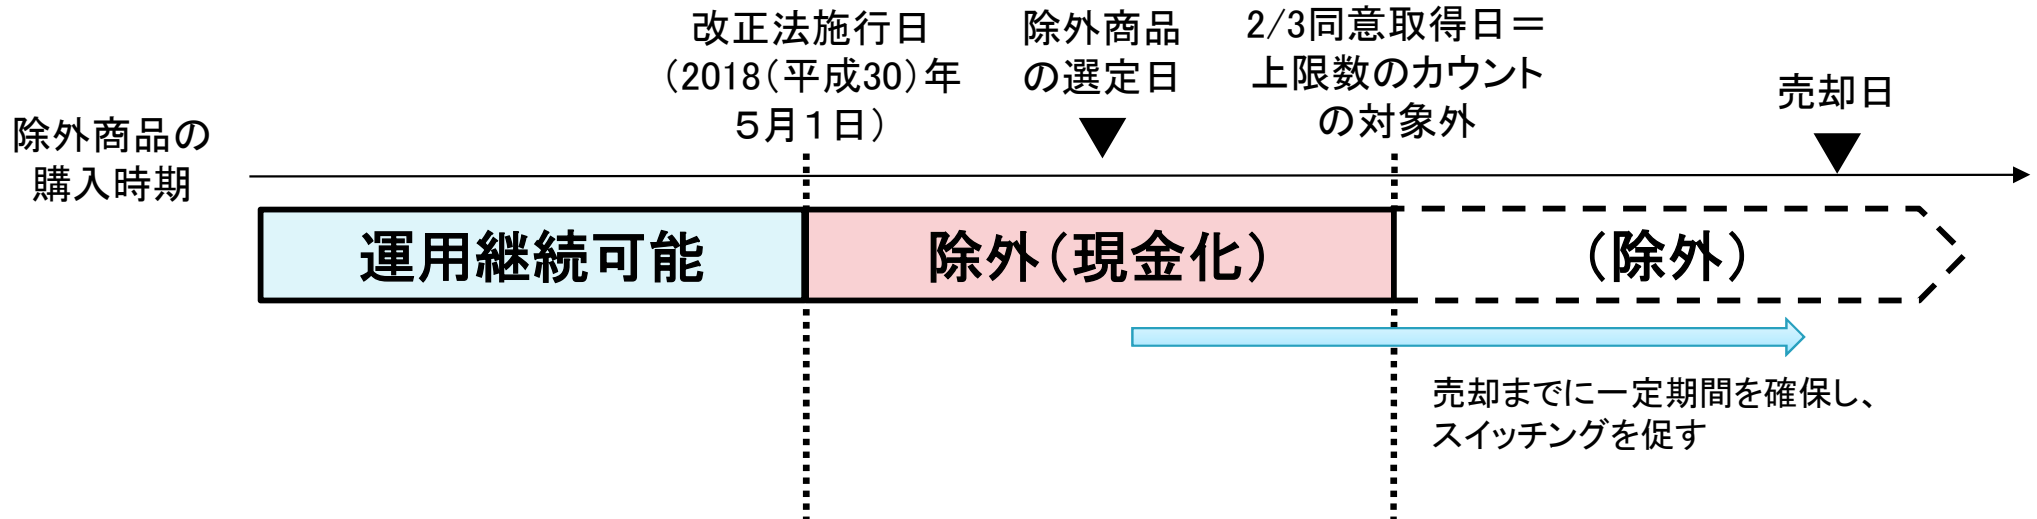 改正法施行日
（2018（平成30）年
５月１日）
除外商品
の選定日
2/3同意取得日＝
上限数のカウント
の対象外
売却日
除外商品の
購入時期
運用継続可能
除外（現金化）
（除外）
売却までに一定期間を確保し、
スイッチングを促す